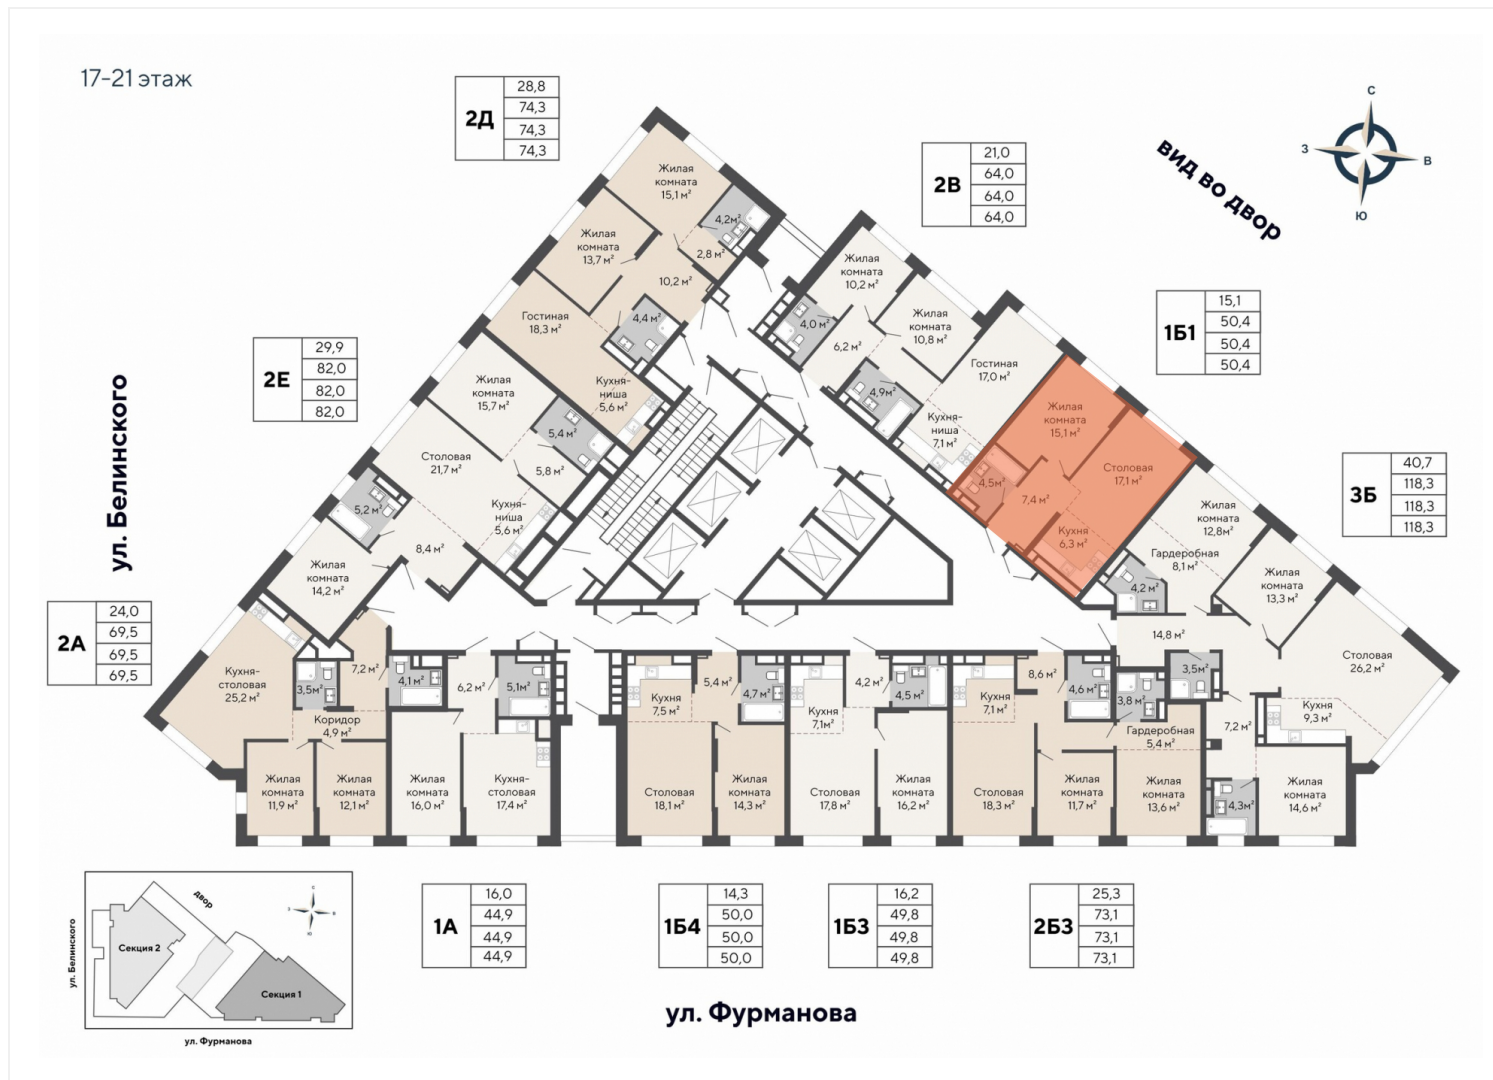 17-21 этаж
2Д
28,8
74,3
74,3
74,3
2В
21,0
64,0
64,0
64,0
С
З
В
Ю
вид во двор
1Б1
15,1
50,4
50,4
50,4
2Е
29,9
82,0
82,0
82,0
3Б
40,7
118,3
118,3
118,3
2А
24,0
69,5
69,5
69,5
ул. Белинского
Жилая
комната
15,1 м²
4,2м²
2,8 м²
Жилая
комната
13,7 м²
10,2 м²
Гостиная
18,3 м²
4,4 м²
Кухня-
ниша
5,6 м²
Жилая
комната
15,7 м²
5,4 м²
5,8 м²
Столовая
21,7 м²
Кухня-
ниша
5,6 м²
5,2 м²
8,4 м²
Жилая
комната
14,2 м²
Жилая
комната
10,2 м²
4,0 м²
6,2 м²
Жилая
комната
10,8 м²
4,9м²
Гостиная
17,0 м²
Кухня-
ниша
7,1 м²
Жилая
комната
15,1 м²
Столовая
17,1 м²
4,5м²
7,4 м²
Кухня
6,3 м²
Жилая
комната
12,8м²
Гардеробная
8,1 м²
4,2 м²
Жилая
комната
13,3 м²
14,8 м²
Столовая
26,2 м²
3,5м²
7,2 м²
Кухня
9,3 м²
4,3м²
Жилая
комната
14,6 м²
Кухня-
столовая
25,2 м²
3,5м²
7,2 м²
Коридор
4,9 м²
Жилая
комната
11,9 м²
Жилая
комната
12,1 м²
4,1 м²
6,2 м²
5,1м²
Жилая
комната
16,0 м²
Кухня-
столовая
17,4 м²
Кухня
7,5 м²
5,4 м²
4,7 м²
Столовая
18,1 м²
Жилая
комната
14,3 м²
Кухня
7,1м²
4,2 м²
4,5 м²
Столовая
17,8 м²
Жилая
комната
16,2 м²
Кухня
7,1 м²
8,6 м²
4,6 м²
3,8 м²
Гардеробная
5,4 м²
Столовая
18,3 м²
Жилая
комната
11,7 м²
Жилая
комната
13,6 м²
1А
16,0
44,9
44,9
44,9
1Б4
14,3
50,0
50,0
50,0
1Б3
16,2
49,8
49,8
49,8
2Б3
25,3
73,1
73,1
73,1
ул. Фурманова
двор
с
з
в
ю
ул. Белинского
Секция 2
Секция 1
ул. Фурманова